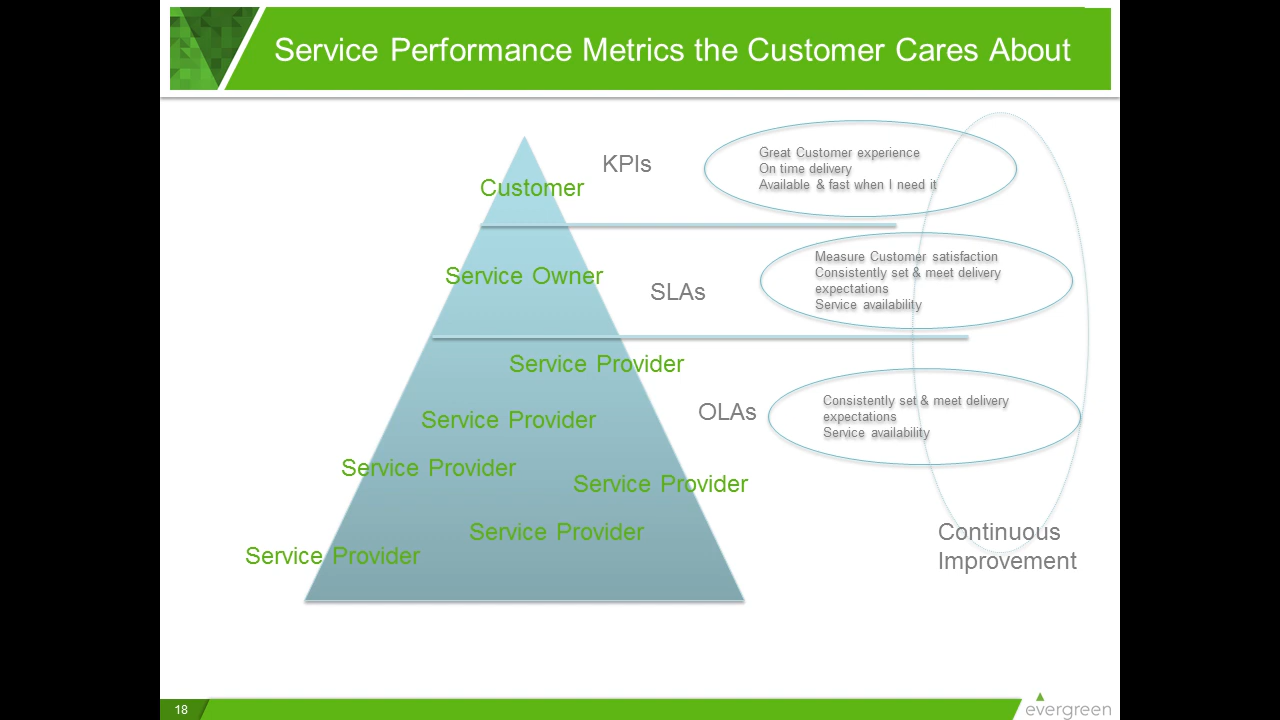 Service Performance Metrics the Customer Cares About
KPIs
Customer
Great Customer experience
On time delivery
Available & fast when I need it
Service Owner
SLAs
Measure Customer satisfaction
Consistently set & meet delivery
expectations
Service availability
Service Provider
Service Provider
OLAs
Consistently set & meet delivery
expectations
Service availability
Service Provider
Service Provider
Service Provider
Service Provider
Continuous
Improvement
18
evergreen